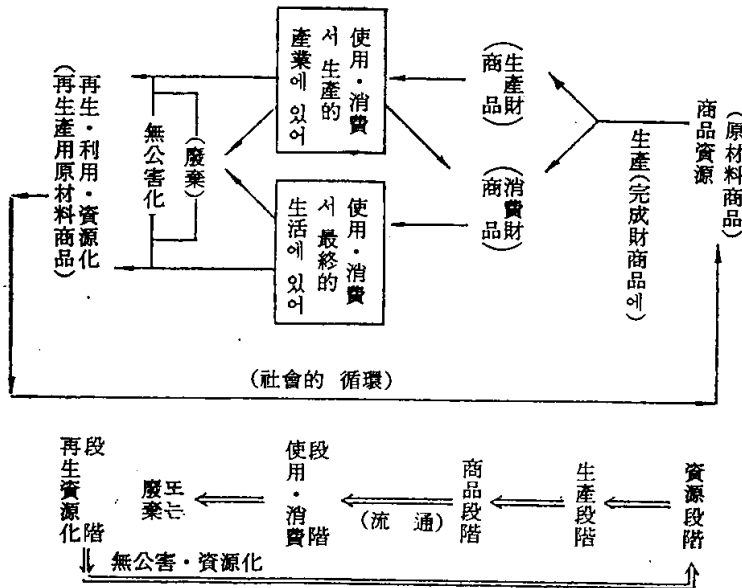 商品資源
(原材料商品)
生產(完成財商品에)
(生產財
商 品)
(消費財
商 品)
產業에 있어
서 生產的
使用・消費
生活에 있어
서 最終的
使用・消費
(廢棄)
無公害化
再生・利用・資源化
(再生產用原材料商品)
(社會的 循環)
資源段階
生產段階
商品段階
(流 通)
使用・消費
段 階
또는
廢棄
再生資源化
段 階
無公害・資源化